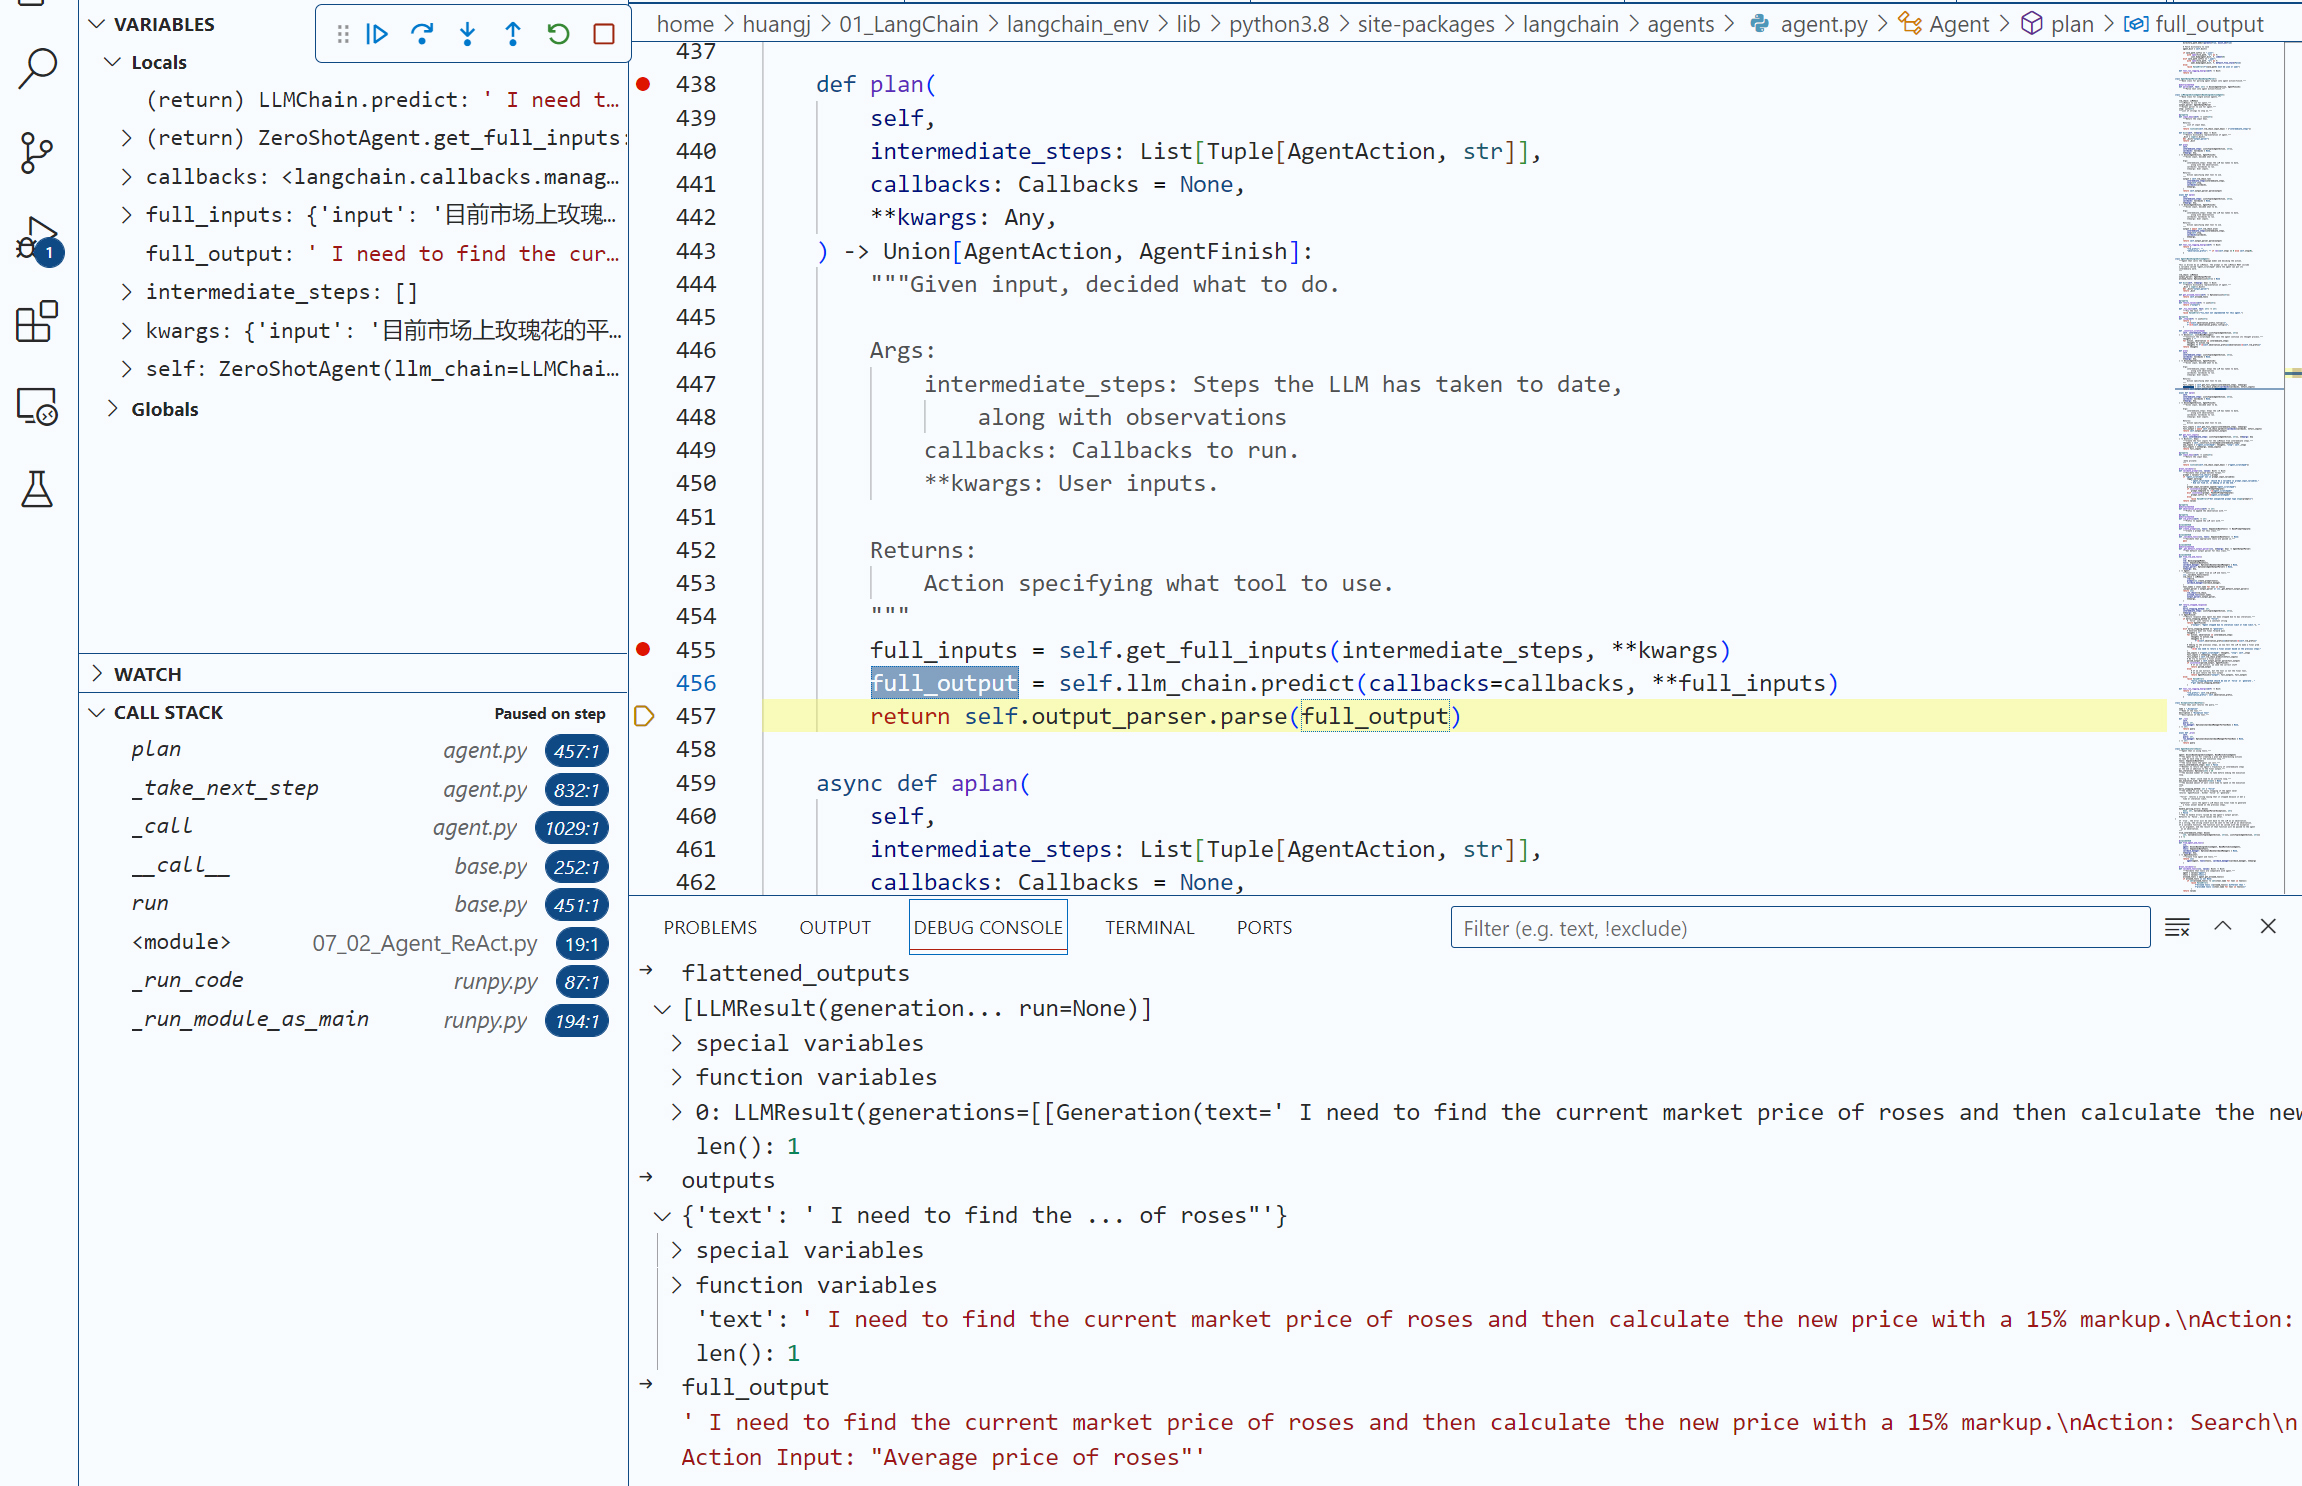 VARIABLES
Locals
(return) LLMChain.predict: ' I need t…
(return) ZeroShotAgent.get_full_inputs:
callbacks: <langchain.callbacks.manag…
full_inputs: {'input': '目前市场上玫瑰…
full_output: ' I need to find the cur…
intermediate_steps: []
kwargs: {'input': '目前市场上玫瑰花的平…
self: ZeroShotAgent(llm_chain=LLMChai…
Globals
1
WATCH
CALL STACK Paused on step
plan agent.py 457:1
_take_next_step agent.py 832:1
_call agent.py 1029:1
__call__ base.py 252:1
run base.py 451:1
<module> 07_02_Agent_ReAct.py 19:1
_run_code runpy.py 87:1
_run_module_as_main runpy.py 194:1
home > huangj > 01_LangChain > langchain_env > lib > python3.8 > site-packages > langchain > agents > agent.py > Agent > plan > full_output
437
438 def plan(
439 self,
440 intermediate_steps: List[Tuple[AgentAction, str]],
441 callbacks: Callbacks = None,
442 **kwargs: Any,
443 ) -> Union[AgentAction, AgentFinish]:
444 """Given input, decided what to do.
445
446 Args:
447 intermediate_steps: Steps the LLM has taken to date,
448 along with observations
449 callbacks: Callbacks to run.
450 **kwargs: User inputs.
451
452 Returns:
453 Action specifying what tool to use.
454 """
455 full_inputs = self.get_full_inputs(intermediate_steps, **kwargs)
456 full_output = self.llm_chain.predict(callbacks=callbacks, **full_inputs)
457 return self.output_parser.parse(full_output)
458
459 async def aplan(
460 self,
461 intermediate_steps: List[Tuple[AgentAction, str]],
462 callbacks: Callbacks = None,
PROBLEMS OUTPUT DEBUG CONSOLE TERMINAL PORTS Filter (e.g. text, !exclude)
→ flattened_outputs
[LLMResult(generation... run=None)]
> special variables
> function variables
> 0: LLMResult(generations=[[Generation(text=' I need to find the current market price of roses and then calculate the new
len(): 1
→ outputs
{'text': ' I need to find the ... of roses"'}
> special variables
> function variables
'text': ' I need to find the current market price of roses and then calculate the new price with a 15% markup.\nAction:
len(): 1
→ full_output
' I need to find the current market price of roses and then calculate the new price with a 15% markup.\nAction: Search\n
Action Input: "Average price of roses"'